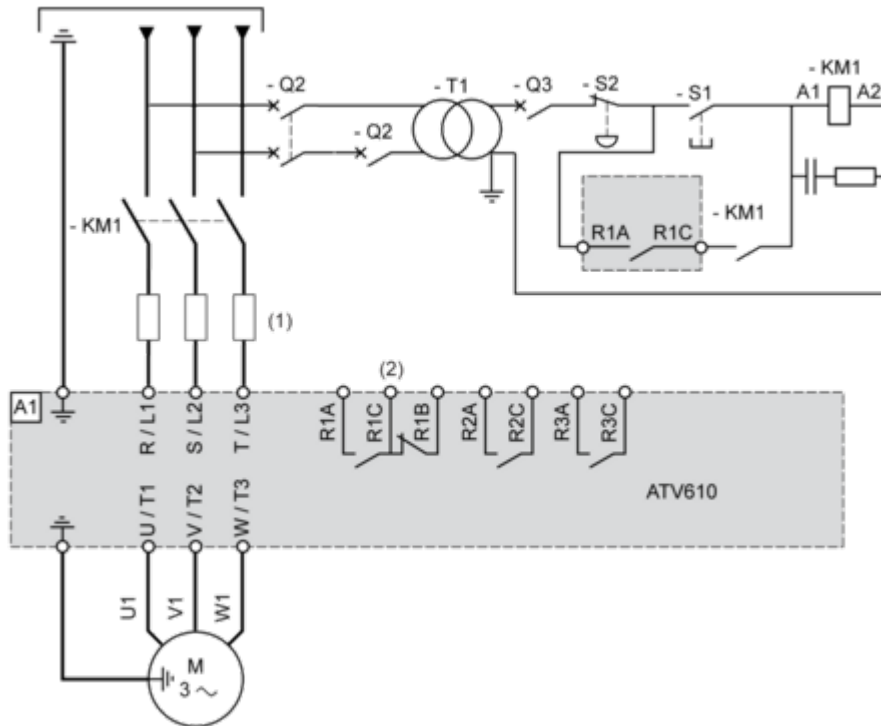 - Q2
- T1
- Q3
- S2
- S1
- KM1
A1
A2
- Q2
- KM1
R1A
R1C
- KM1
(1)
(2)
A1
R / L1
S / L2
T / L3
R1A
R1C
R1B
R2A
R2C
R3A
R3C
ATV610
U / T1
V / T2
W / T3
U1
V1
W1
M
3 ~